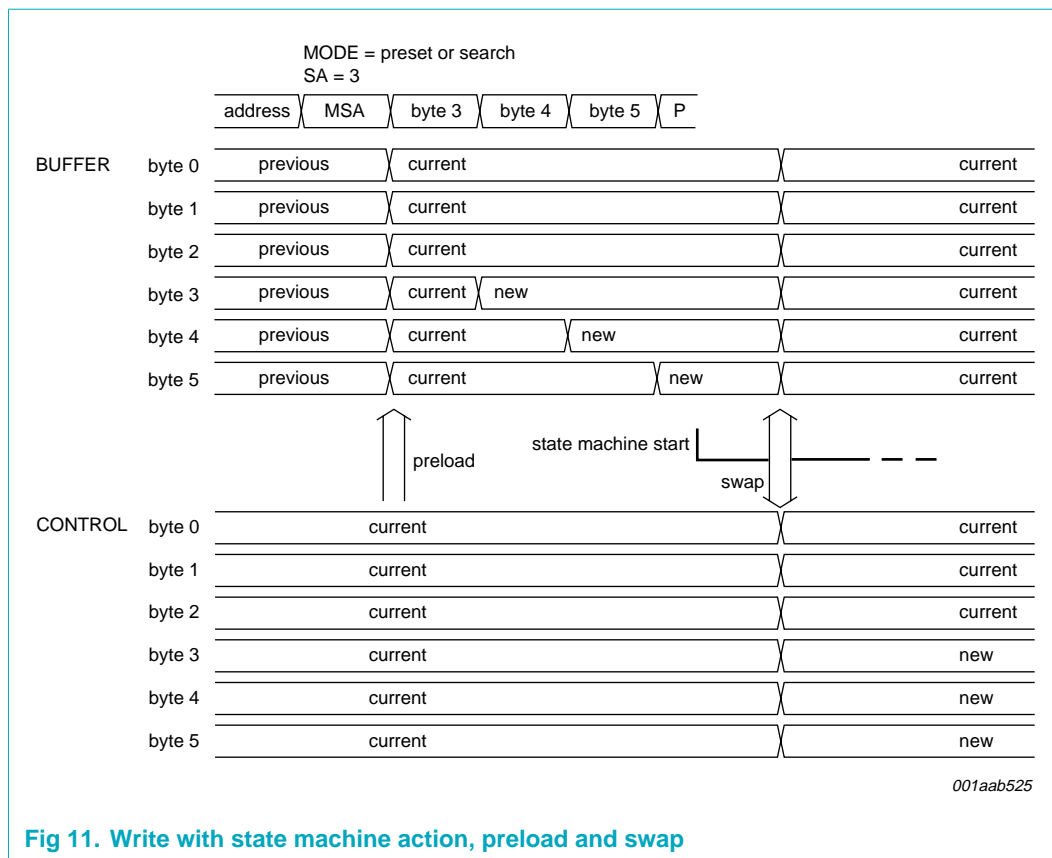 MODE = preset or search
SA = 3
address MSA byte 3 byte 4 byte 5 P
BUFFER byte 0 previous current current
byte 1 previous current current
byte 2 previous current current
byte 3 previous current new current
byte 4 previous current new current
byte 5 previous current new current
state machine start
preload
swap
CONTROL byte 0 current current
byte 1 current current
byte 2 current current
byte 3 current new
byte 4 current new
byte 5 current new
001aab525
Fig 11. Write with state machine action, preload and swap